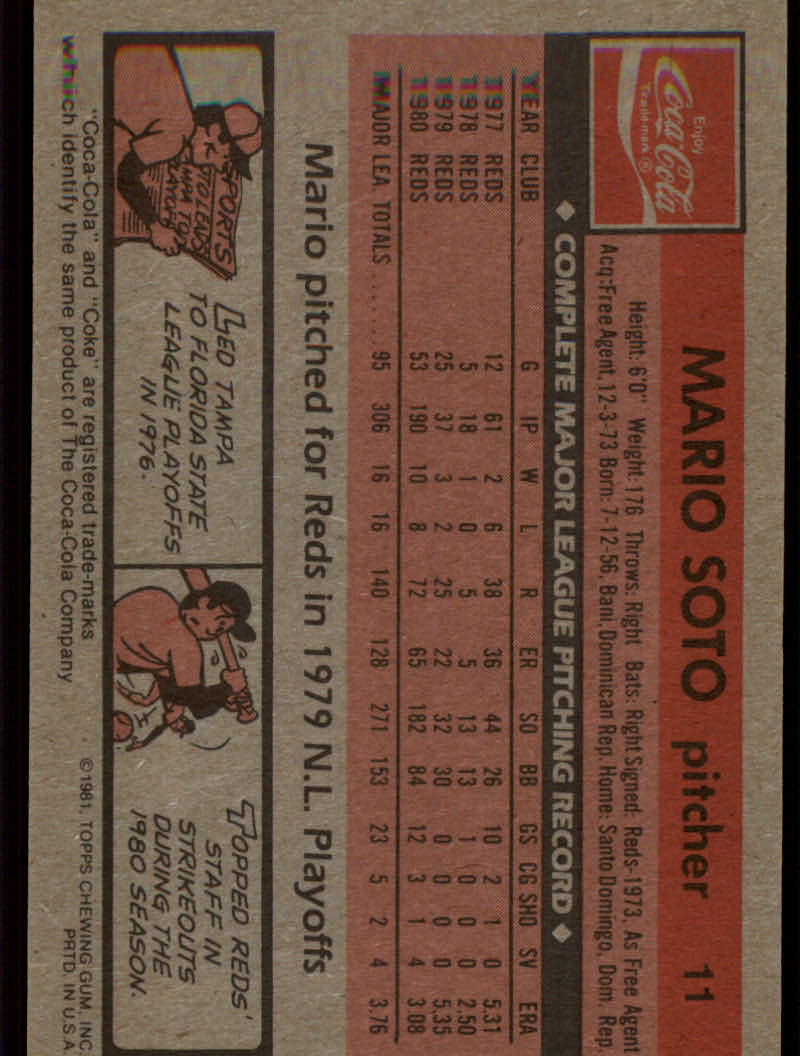 Enjoy
Coca-Cola
Trade-mark ®
MARIO SOTO pitcher 11
Height: 6'0" Weight: 176 Throws: Right Bats: Right Signed: Reds-1973, As Free Agent
Acq: Free Agent, 12-3-73 Born: 7-12-56, Bani, Dominican Rep. Home: Santo Domingo, Dom. Rep.
◆ COMPLETE MAJOR LEAGUE PITCHING RECORD ◆
YEAR CLUB G IP W L R ER SO BB GS CG SHO SV ERA
1977 REDS 12 61 2 6 38 36 44 26 10 2 1 0 5.31
1978 REDS 5 18 1 0 5 5 13 13 1 0 0 0 2.50
1979 REDS 25 37 3 2 25 22 32 30 0 0 0 0 5.35
1980 REDS 53 190 10 8 72 65 182 84 12 3 1 4 3.08
MAJOR LEA. TOTALS ...... 95 306 16 16 140 128 271 153 23 5 2 4 3.76
Mario pitched for Reds in 1979 N.L. Playoffs
"SPORTS"
OTO LENDS
MPA TO
LAYOFF
LED TAMPA
TO FLORIDA STATE
LEAGUE PLAYOFFS
IN 1976.
K
TOPPED REDS'
STAFF IN
STRIKEOUTS
DURING THE
1980 SEASON.
"Coca-Cola" and "Coke" are registered trade-marks
which identify the same product of The Coca-Cola Company
©1981, TOPPS CHEWING GUM, INC.
PRTD. IN U.S.A.